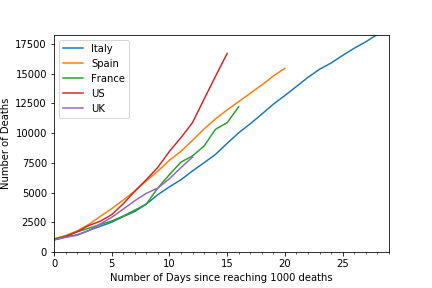 Italy
Spain
France
US
UK
17500
15000
12500
10000
7500
5000
2500
0
Number of Deaths
0 5 10 15 20 25
Number of Days since reaching 1000 deaths